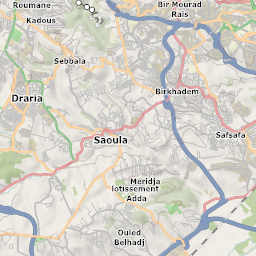 Roumane
Kadous
Bir Mourad
Rais
Sebbala
Draria
Birkhadem
Saoula
Safsafa
Meridja
lotissement
Adda
Ouled
Belhadj